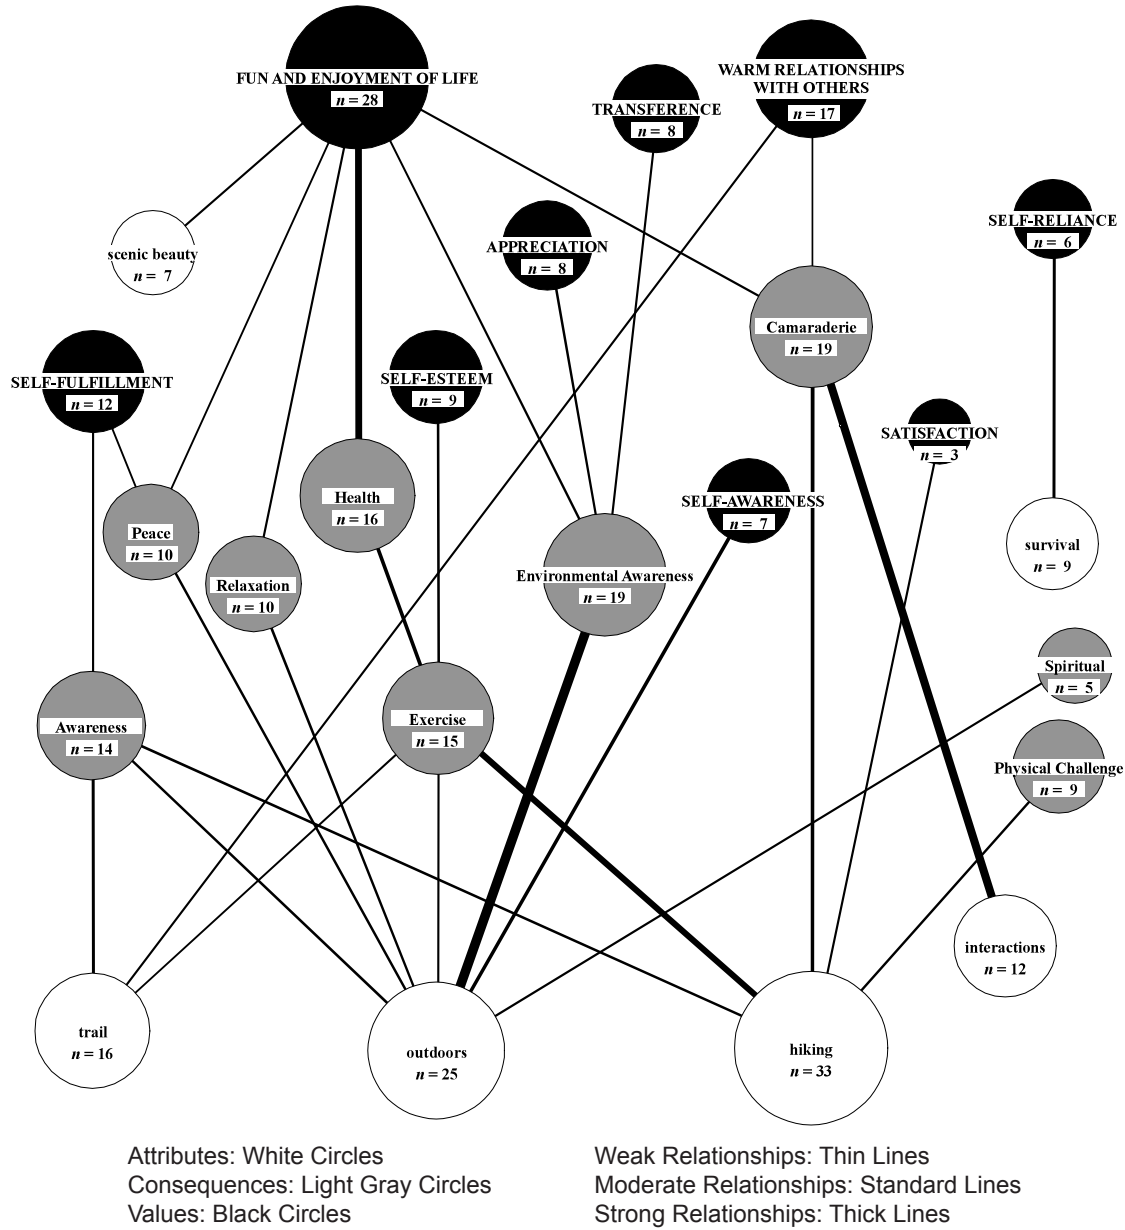 FUN AND ENJOYMENT OF LIFE
n = 28
WARM RELATIONSHIPS
WITH OTHERS
n = 17
TRANSFERENCE
n = 8
SELF-RELIANCE
n = 6
APPRECIATION
n = 8
scenic beauty
n = 7
Camaraderie
n = 19
SELF-FULFILLMENT
n = 12
SELF-ESTEEM
n = 9
SATISFACTION
n = 3
Health
n = 16
SELF-AWARENESS
n = 7
Peace
n = 10
survival
n = 9
Relaxation
n = 10
Environmental Awareness
n = 19
Spiritual
n = 5
Awareness
n = 14
Exercise
n = 15
Physical Challenge
n = 9
interactions
n = 12
trail
n = 16
outdoors
n = 25
hiking
n = 33
Attributes: White Circles
Consequences: Light Gray Circles
Values: Black Circles
Weak Relationships: Thin Lines
Moderate Relationships: Standard Lines
Strong Relationships: Thick Lines